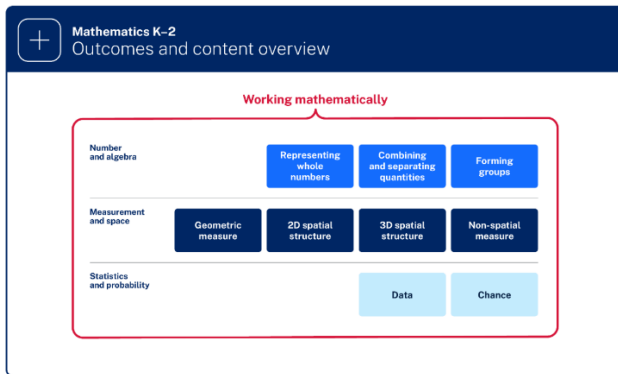 Mathematics K–2
Outcomes and content overview
Working mathematically
Number
and algebra
Representing
whole
numbers
Combining
and separating
quantities
Forming
groups
Measurement
and space
Geometric
measure
2D spatial
structure
3D spatial
structure
Non-spatial
measure
Statistics
and probability
Data
Chance